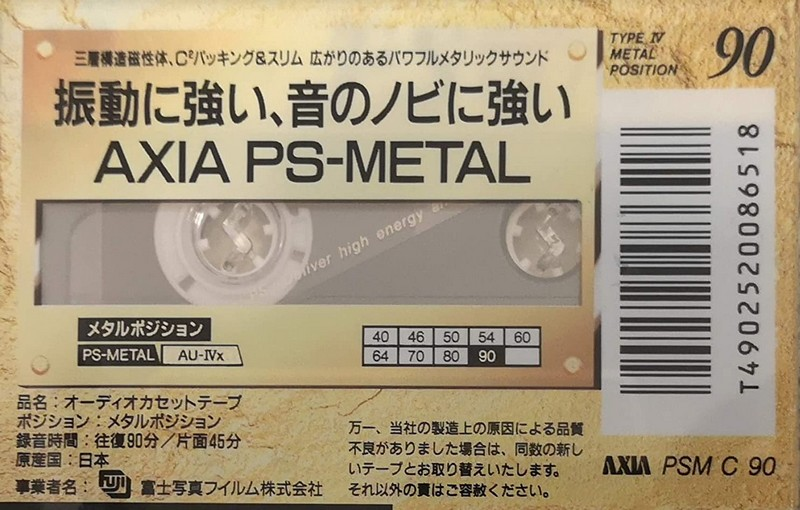 三層構造磁性体、C²パッキング&スリム 広がりのあるパワフルメタリックサウンド
振動に強い、音のノビに強い
AXIA PS-METAL
TYPE IV
METAL
POSITION
90
high energy
メタルポジション
PS-METAL AU-IVx
40 46 50 54 60
64 70 80 90
T4902520086518
品名：オーディオカセットテープ
ポジション：メタルポジション
録音時間：往復90分／片面45分
原産国：日本
事業者名： FUJI 富士写真フイルム株式会社
万一、当社の製造上の原因による品質
不良がありました場合は、同数の新し
いテープとお取り替えいたします。
それ以外の責はご容赦ください。
AXIA PSM C 90